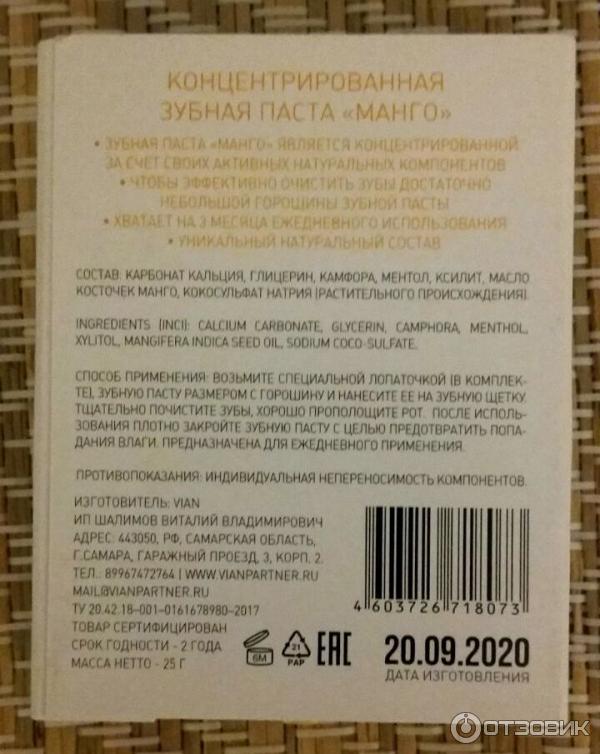 КОНЦЕНТРИРОВАННАЯ
ЗУБНАЯ ПАСТА «МАНГО»
• ЗУБНАЯ ПАСТА «МАНГО» ЯВЛЯЕТСЯ КОНЦЕНТРИРОВАННОЙ
ЗА СЧЕТ СВОИХ АКТИВНЫХ НАТУРАЛЬНЫХ КОМПОНЕНТОВ
• ЧТОБЫ ЭФФЕКТИВНО ОЧИСТИТЬ ЗУБЫ ДОСТАТОЧНО
НЕБОЛЬШОЙ ГОРОШИНЫ ЗУБНОЙ ПАСТЫ
• ХВАТАЕТ НА 3 МЕСЯЦА ЕЖЕДНЕВНОГО ИСПОЛЬЗОВАНИЯ
• УНИКАЛЬНЫЙ НАТУРАЛЬНЫЙ СОСТАВ
СОСТАВ: КАРБОНАТ КАЛЬЦИЯ, ГЛИЦЕРИН, КАМФОРА, МЕНТОЛ, КСИЛИТ, МАСЛО
КОСТОЧЕК МАНГО, КОКОСУЛЬФАТ НАТРИЯ (РАСТИТЕЛЬНОГО ПРОИСХОЖДЕНИЯ).
INGREDIENTS (INCI): CALCIUM CARBONATE, GLYCERIN, CAMPHORA, MENTHOL,
XYLITOL, MANGIFERA INDICA SEED OIL, SODIUM COCO-SULFATE.
СПОСОБ ПРИМЕНЕНИЯ: ВОЗЬМИТЕ СПЕЦИАЛЬНОЙ ЛОПАТОЧКОЙ (В КОМПЛЕК-
ТЕ), ЗУБНУЮ ПАСТУ РАЗМЕРОМ С ГОРОШИНУ И НАНЕСИТЕ ЕЕ НА ЗУБНУЮ ЩЕТКУ.
ТЩАТЕЛЬНО ПОЧИСТИТЕ ЗУБЫ, ХОРОШО ПРОПОЛОЩИТЕ РОТ. ПОСЛЕ ИСПОЛЬ-
ЗОВАНИЯ ПЛОТНО ЗАКРОЙТЕ ЗУБНУЮ ПАСТУ С ЦЕЛЬЮ ПРЕДОТВРАТИТЬ ПОПА-
ДАНИЯ ВЛАГИ. ПРЕДНАЗНАЧЕНА ДЛЯ ЕЖЕДНЕВНОГО ПРИМЕНЕНИЯ.
ПРОТИВОПОКАЗАНИЯ: ИНДИВИДУАЛЬНАЯ НЕПЕРЕНОСИМОСТЬ КОМПОНЕНТОВ.
ИЗГОТОВИТЕЛЬ: VIAN
ИП ШАЛИМОВ ВИТАЛИЙ ВЛАДИМИРОВИЧ
АДРЕС: 443050, РФ, САМАРСКАЯ ОБЛАСТЬ,
Г.САМАРА, ГАРАЖНЫЙ ПРОЕЗД, 3, КОРП. 2.
ТЕЛ.: 89967472764 | WWW.VIANPARTNER.RU
MAIL@VIANPARTNER.RU
ТУ 20.42.18-001-0161678980-2017
ТОВАР СЕРТИФИЦИРОВАН
СРОК ГОДНОСТИ - 2 ГОДА
МАССА НЕТТО - 25 Г
4 603726 718073
6M
21
PAP
EAC
20.09.2020
ДАТА ИЗГОТОВЛЕНИЯ
ОТЗОВИК